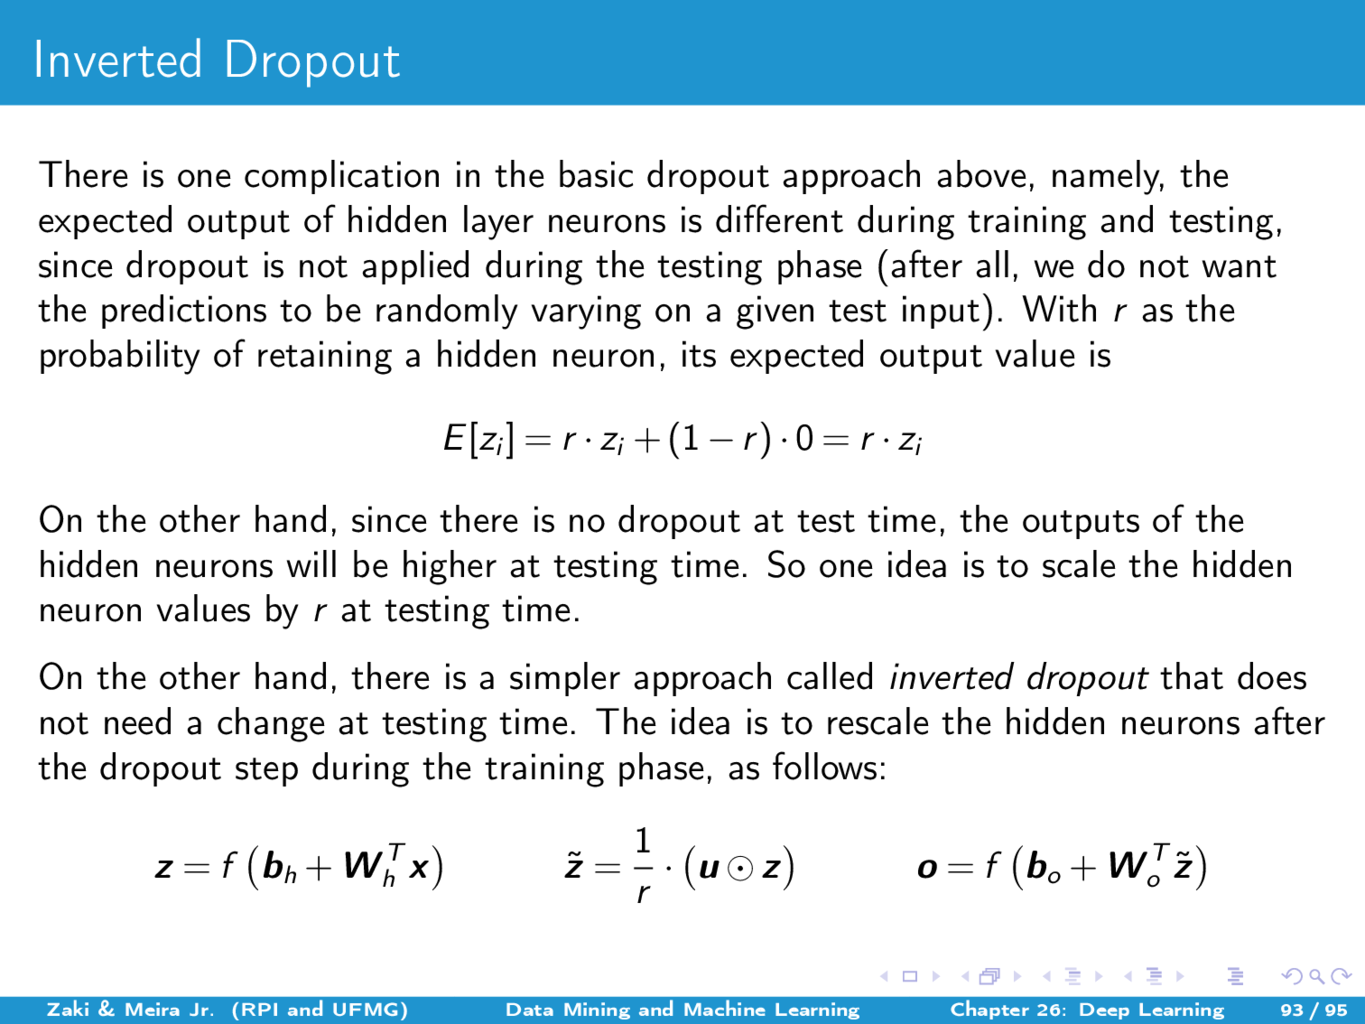 Inverted Dropout
There is one complication in the basic dropout approach above, namely, the
expected output of hidden layer neurons is different during training and testing,
since dropout is not applied during the testing phase (after all, we do not want
the predictions to be randomly varying on a given test input). With r as the
probability of retaining a hidden neuron, its expected output value is
E[zᵢ] = r · zᵢ + (1 − r) · 0 = r · zᵢ
On the other hand, since there is no dropout at test time, the outputs of the
hidden neurons will be higher at testing time. So one idea is to scale the hidden
neuron values by r at testing time.
On the other hand, there is a simpler approach called inverted dropout that does
not need a change at testing time. The idea is to rescale the hidden neurons after
the dropout step during the training phase, as follows:
z = f (b_h + W_h^T x) z̃ = 1/r · (u ⊙ z) o = f (b_o + W_o^T z̃)
Zaki & Meira Jr. (RPI and UFMG) Data Mining and Machine Learning Chapter 26: Deep Learning 93 / 95